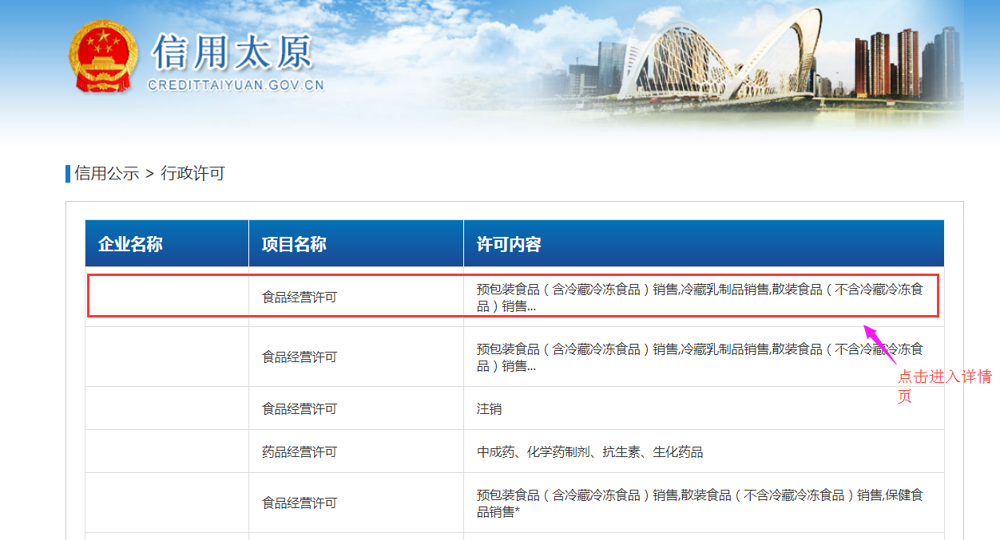 信用太原
CREDITTAIYUAN.GOV.CN
信用公示 > 行政许可
企业名称 项目名称 许可内容
食品经营许可 预包装食品（含冷藏冷冻食品）销售,冷藏乳制品销售,散装食品（不含冷藏冷冻食
品）销售...
食品经营许可 预包装食品（含冷藏冷冻食品）销售,冷藏乳制品销售,散装食品（不含冷藏冷冻食
品）销售...
点击进入详情
页
食品经营许可 注销
药品经营许可 中成药、化学药制剂、抗生素、生化药品
食品经营许可 预包装食品（含冷藏冷冻食品）销售,散装食品（不含冷藏冷冻食品）销售,保健食
品销售*